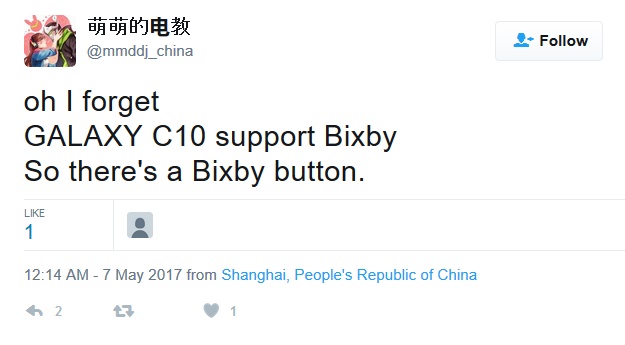 萌萌的电教
@mmddj_china
Follow
oh I forget
GALAXY C10 support Bixby
So there's a Bixby button.
LIKE
1
12:14 AM - 7 May 2017 from Shanghai, People's Republic of China
2
1